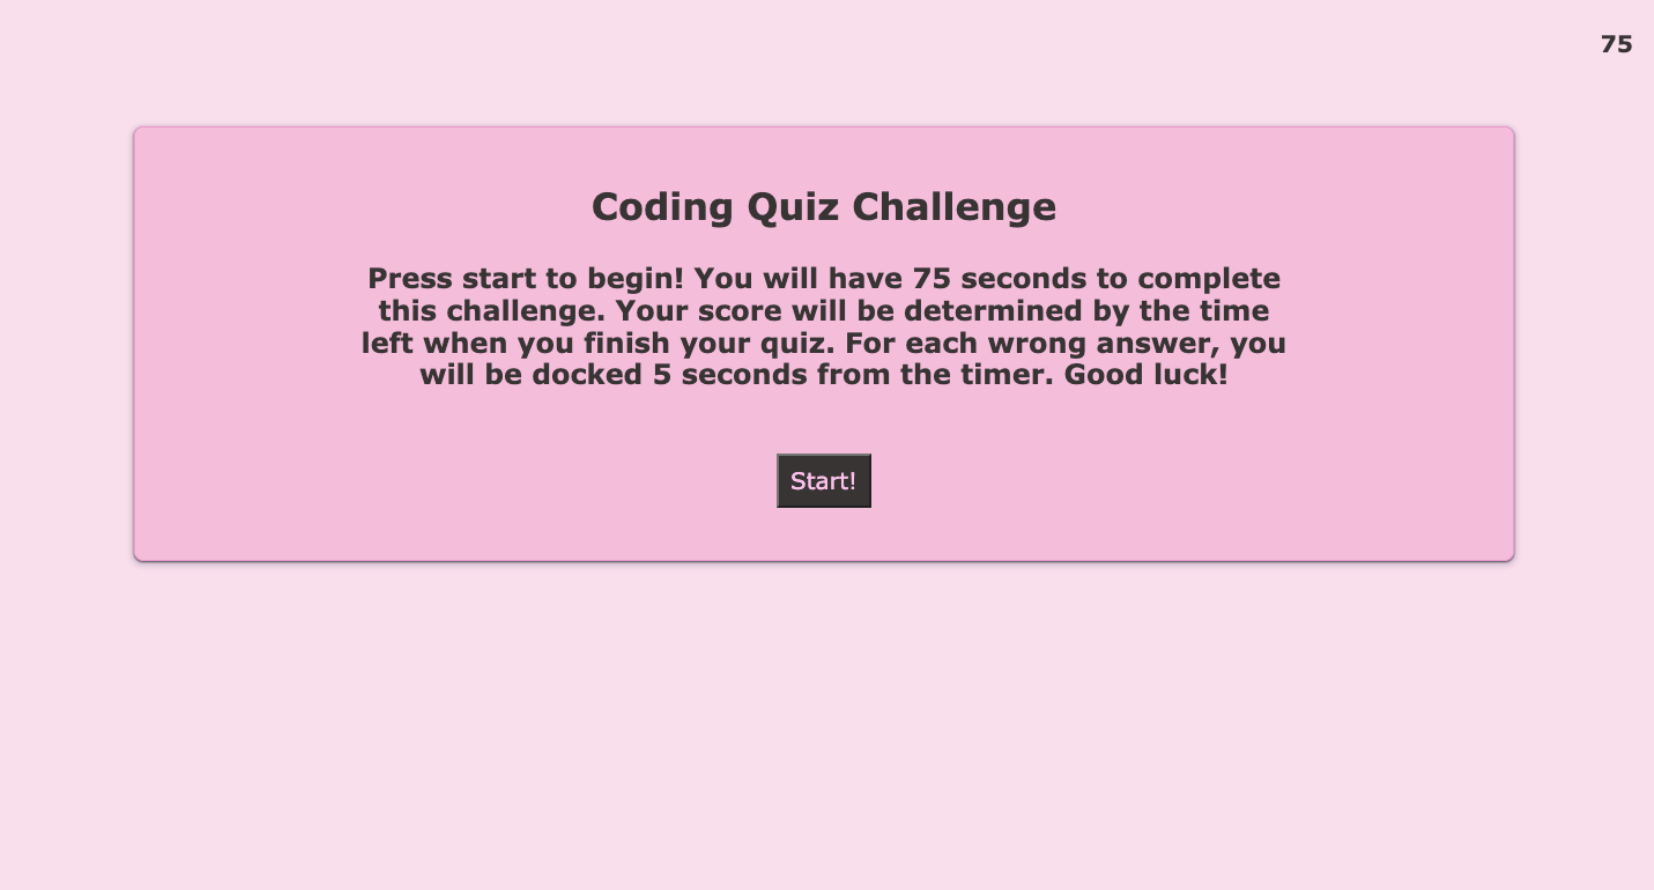 75
Coding Quiz Challenge
Press start to begin! You will have 75 seconds to complete
this challenge. Your score will be determined by the time
left when you finish your quiz. For each wrong answer, you
will be docked 5 seconds from the timer. Good luck!
Start!